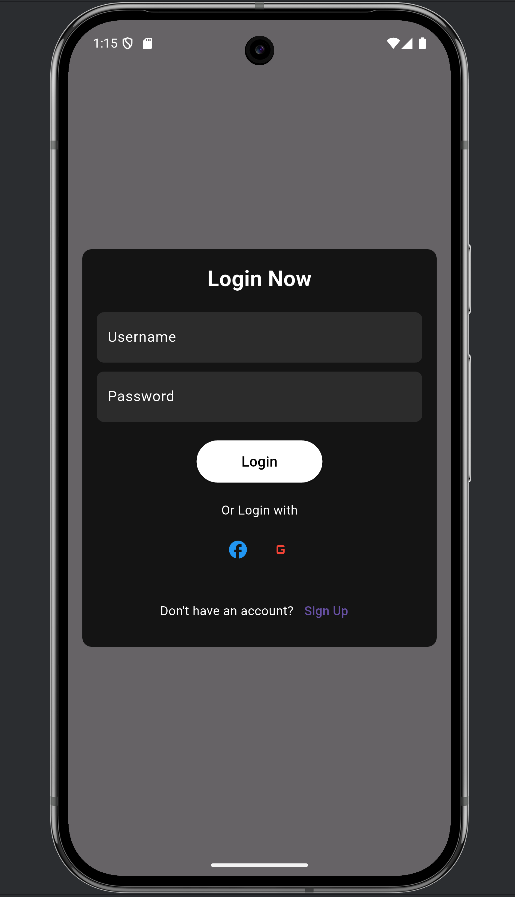 1:15
Login Now
Username
Password
Login
Or Login with
Don't have an account? Sign Up